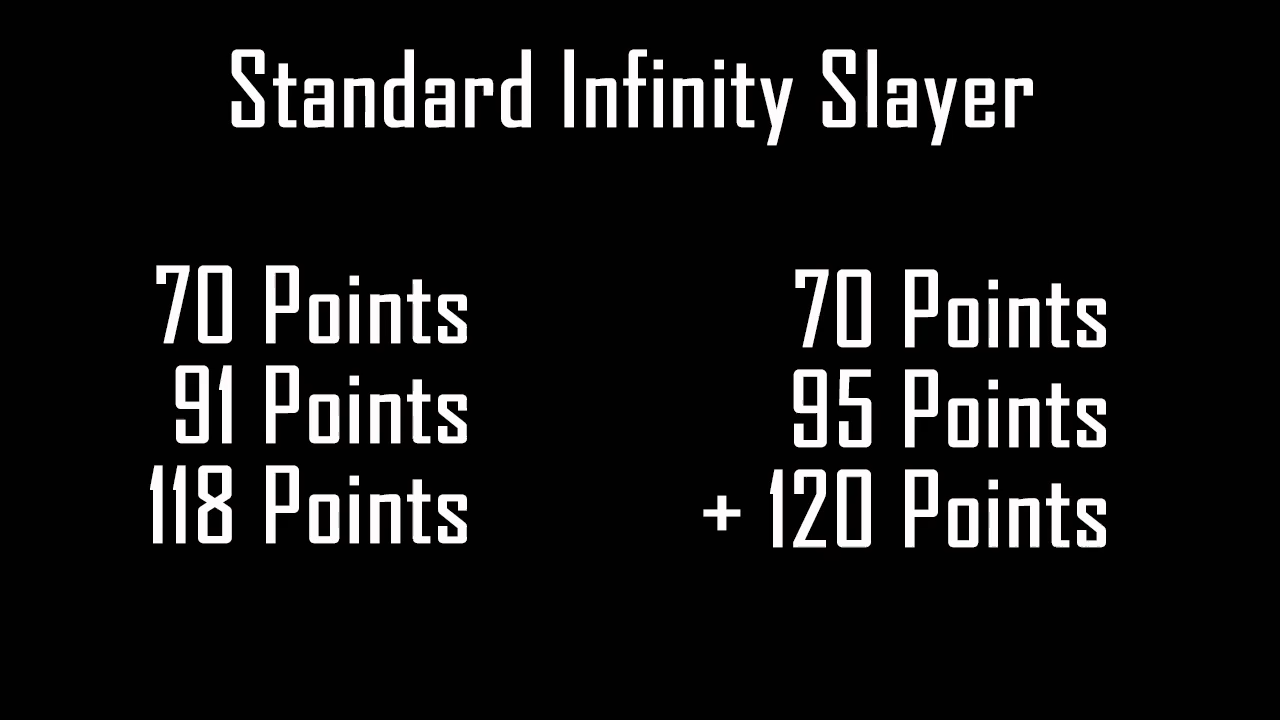 Standard Infinity Slayer
70 Points
91 Points
118 Points
70 Points
95 Points
+ 120 Points